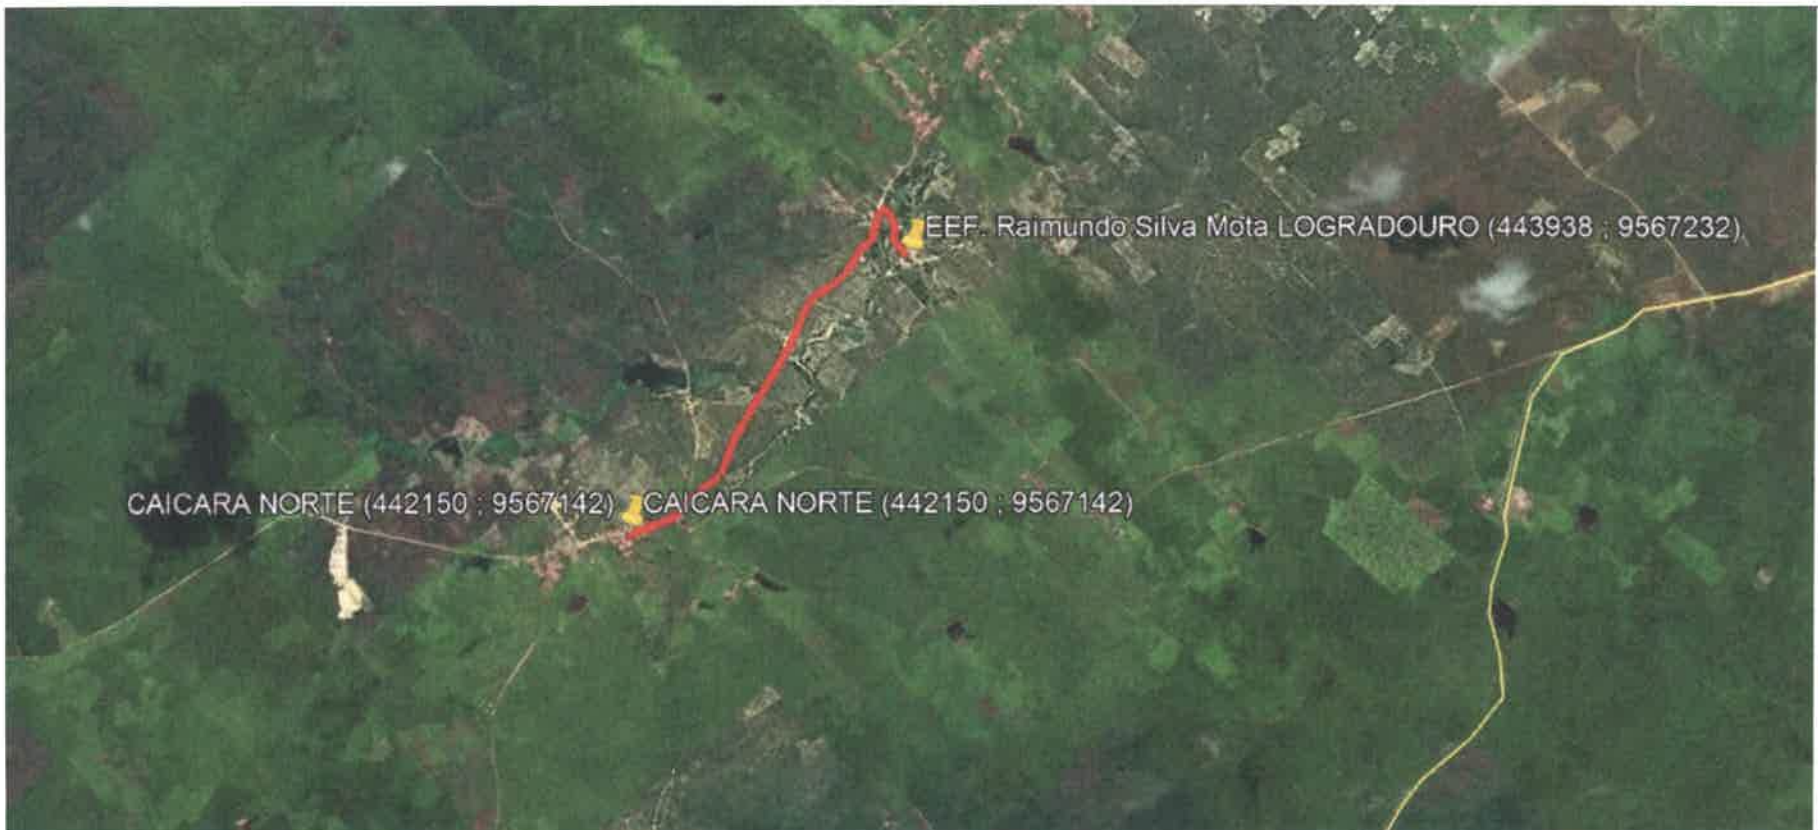 EEF. Raimundo Silva Mota LOGRADOURO (443938 ; 9567232)
CAICARA NORTE (442150 ; 9567142)
CAICARA NORTE (442150 ; 9567142)